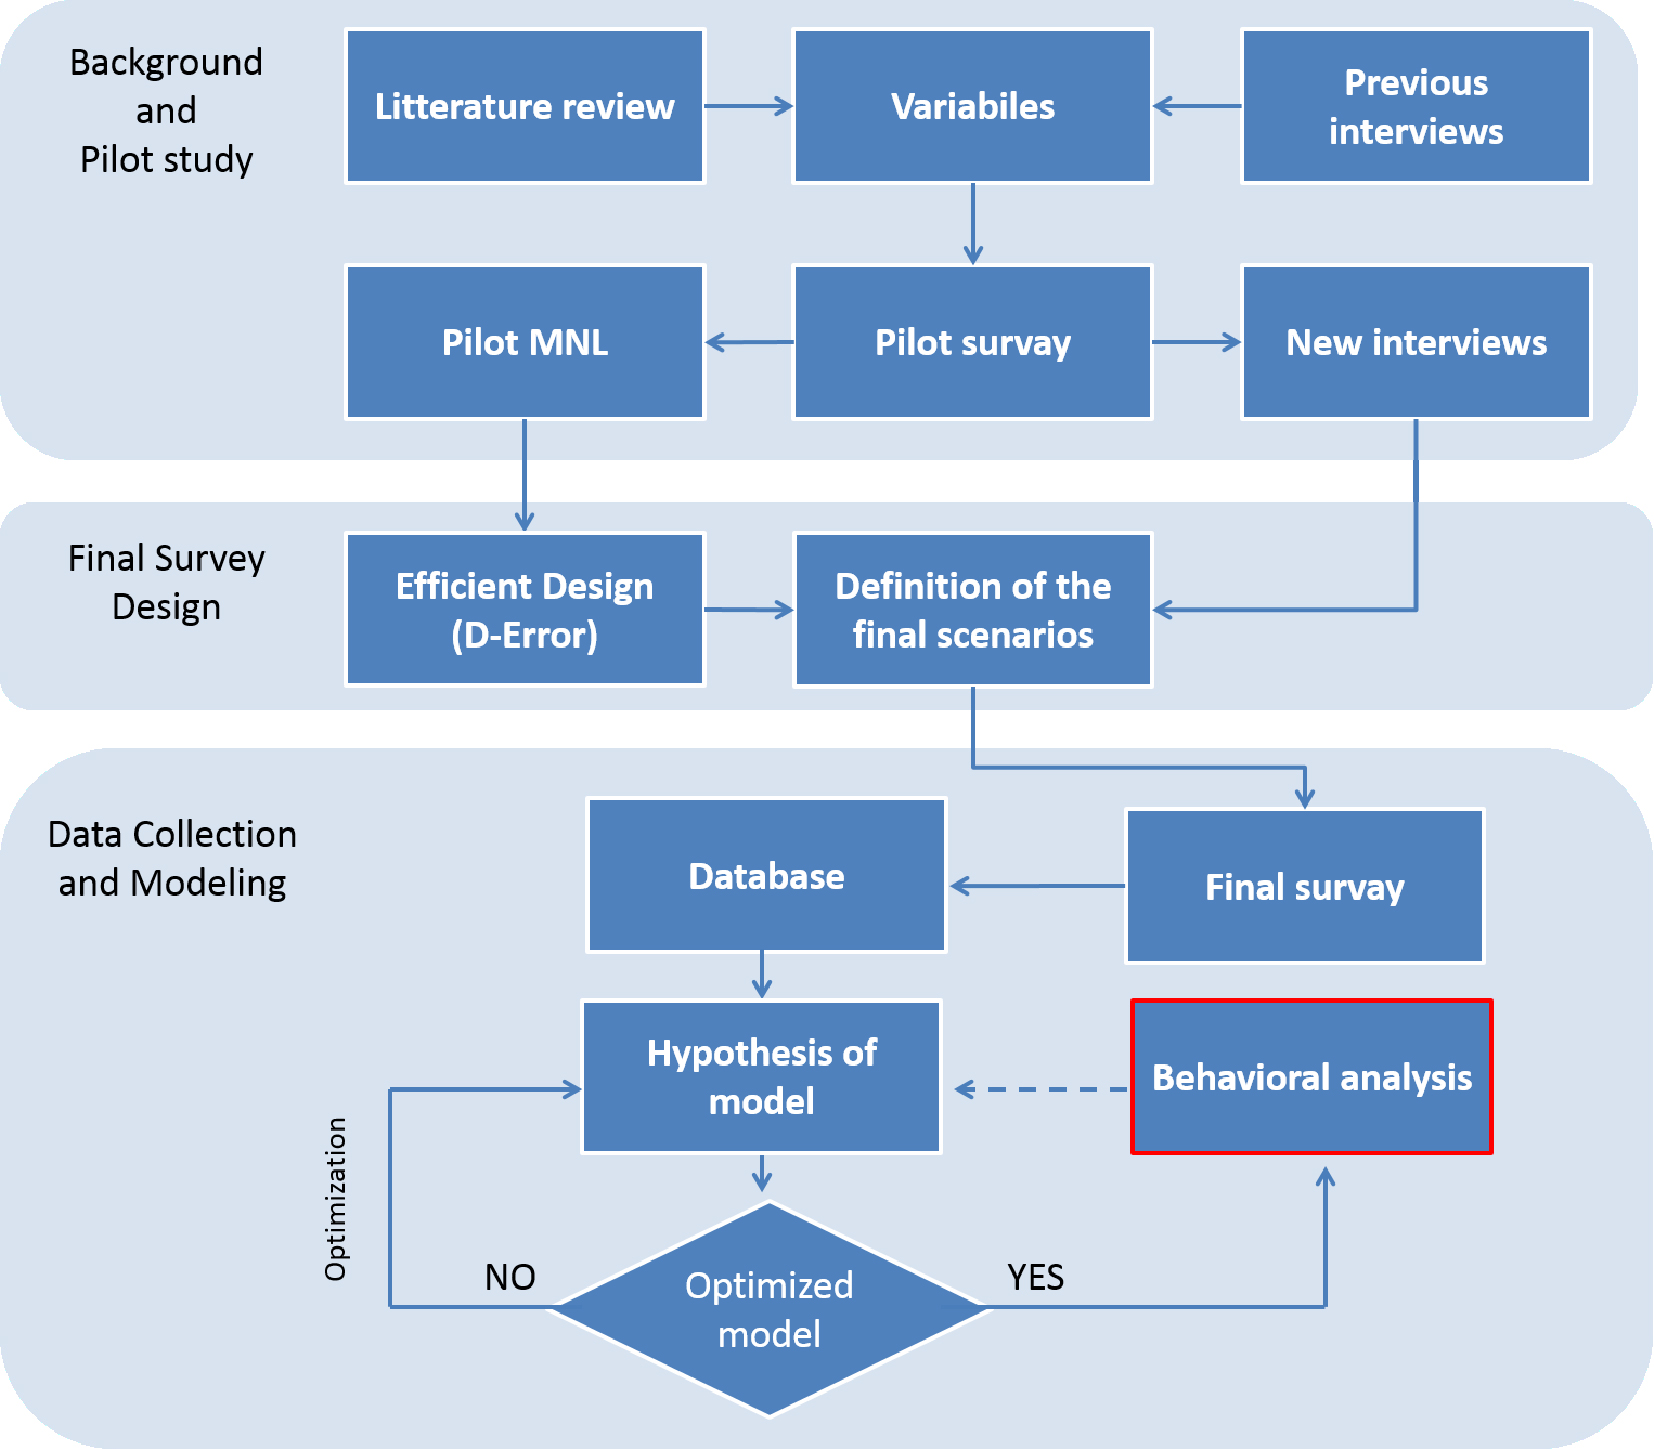 Background
and
Pilot study
Litterature review
Variabiles
Previous
interviews
Pilot MNL
Pilot survay
New interviews
Final Survey
Design
Efficient Design
(D-Error)
Definition of the
final scenarios
Data Collection
and Modeling
Database
Final survay
Hypothesis of
model
Behavioral analysis
Optimization
NO
Optimized
model
YES